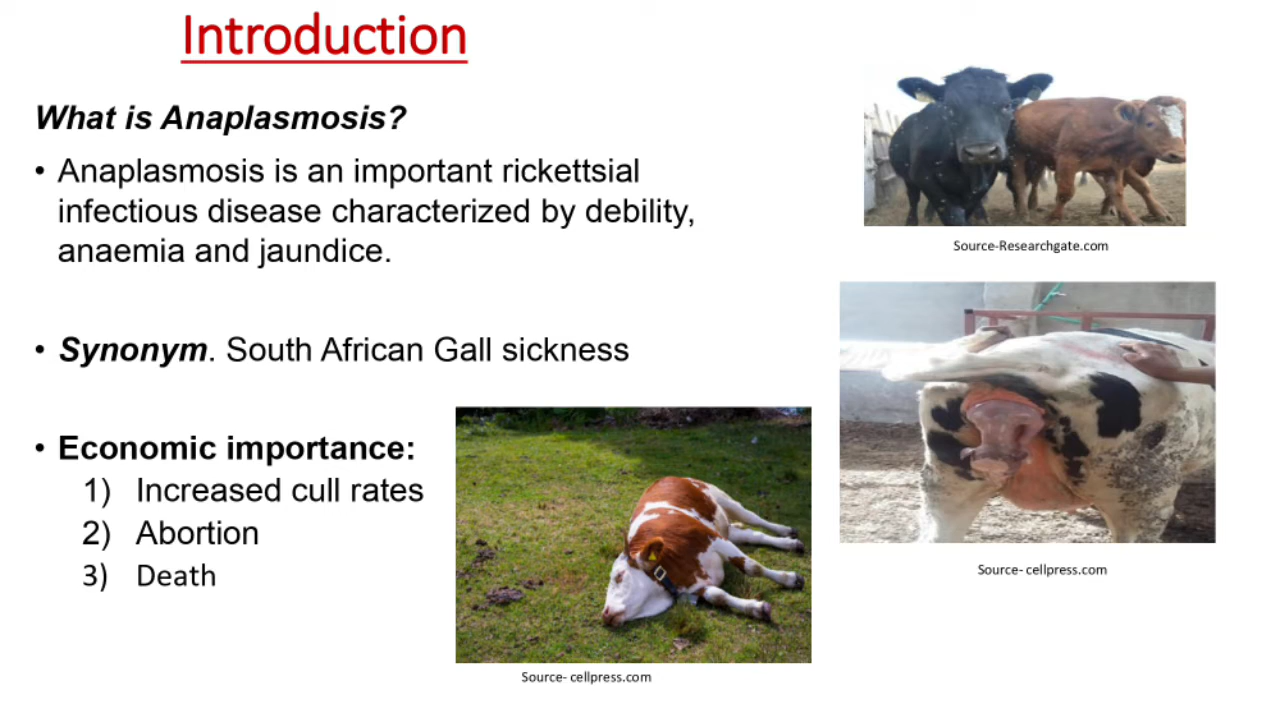 Introduction
What is Anaplasmosis?
• Anaplasmosis is an important rickettsial
infectious disease characterized by debility,
anaemia and jaundice.
Source-Researchgate.com
• Synonym. South African Gall sickness
• Economic importance:
1) Increased cull rates
2) Abortion
3) Death
Source- cellpress.com
Source- cellpress.com